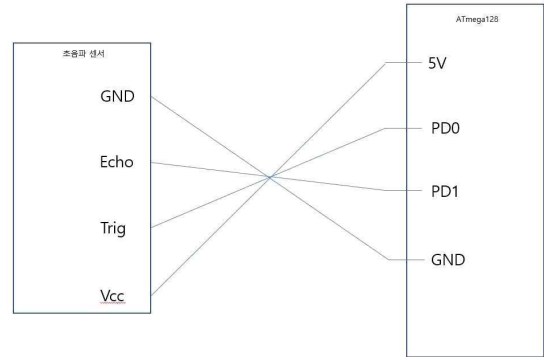 초음파 센서
GND
Echo
Trig
Vcc
ATmega128
5V
PD0
PD1
GND